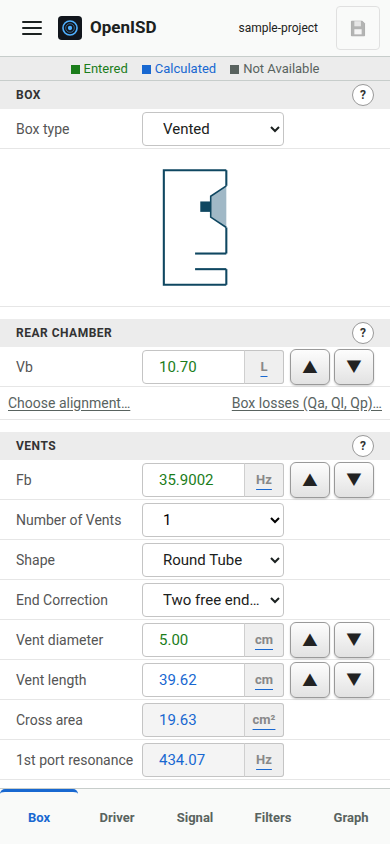 OpenISD
sample-project
Entered Calculated Not Available
BOX ?
Box type Vented
REAR CHAMBER ?
Vb 10.70 L ▲ ▼
Choose alignment... Box losses (Qa, Ql, Qp)...
VENTS ?
Fb 35.9002 Hz ▲ ▼
Number of Vents 1
Shape Round Tube
End Correction Two free end...
Vent diameter 5.00 cm ▲ ▼
Vent length 39.62 cm ▲ ▼
Cross area 19.63 cm²
1st port resonance 434.07 Hz
Box Driver Signal Filters Graph